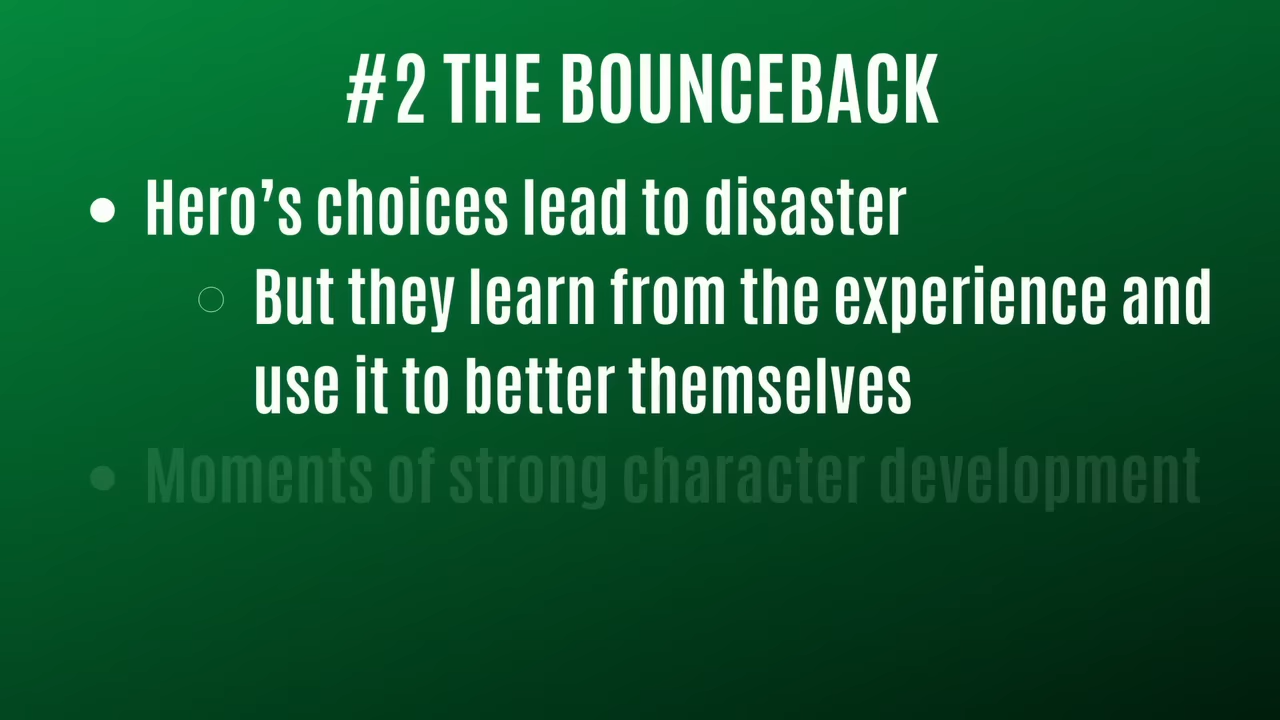 #2 THE BOUNCEBACK
Hero’s choices lead to disaster
But they learn from the experience and
use it to better themselves
Moments of strong character development